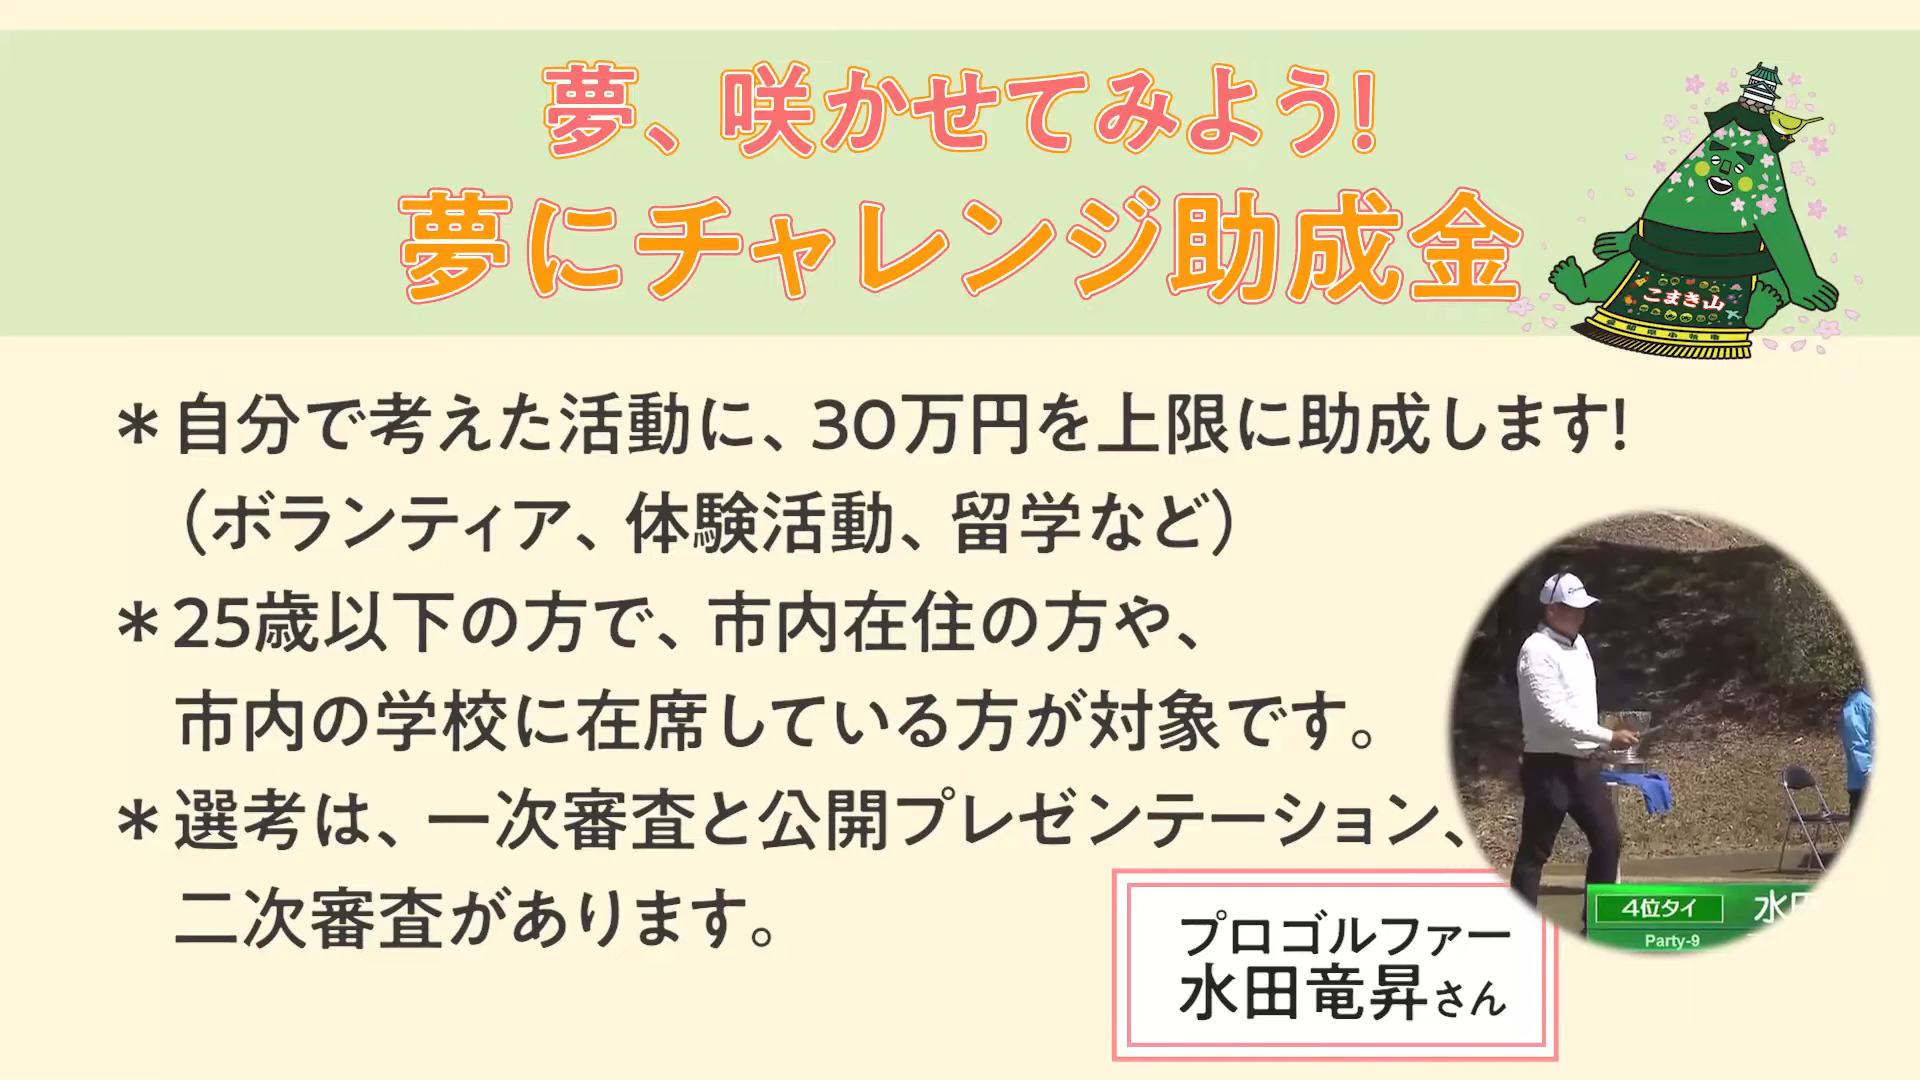 夢、咲かせてみよう!
夢にチャレンジ助成金
こまき山
＊自分で考えた活動に、30万円を上限に助成します!
（ボランティア、体験活動、留学など）
＊25歳以下の方で、市内在住の方や、
市内の学校に在席している方が対象です。
＊選考は、一次審査と公開プレゼンテーション、
二次審査があります。
4位タイ 水田
Party-9
プロゴルファー
水田竜昇さん